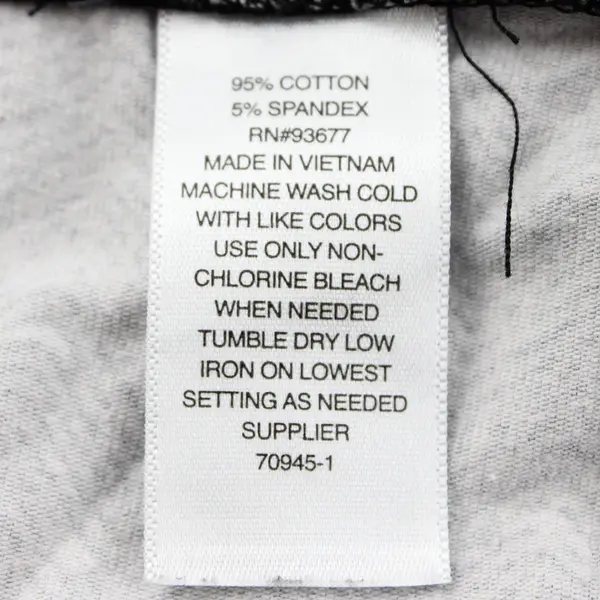 95% COTTON
5% SPANDEX
RN#93677
MADE IN VIETNAM
MACHINE WASH COLD
WITH LIKE COLORS
USE ONLY NON-
CHLORINE BLEACH
WHEN NEEDED
TUMBLE DRY LOW
IRON ON LOWEST
SETTING AS NEEDED
SUPPLIER
70945-1